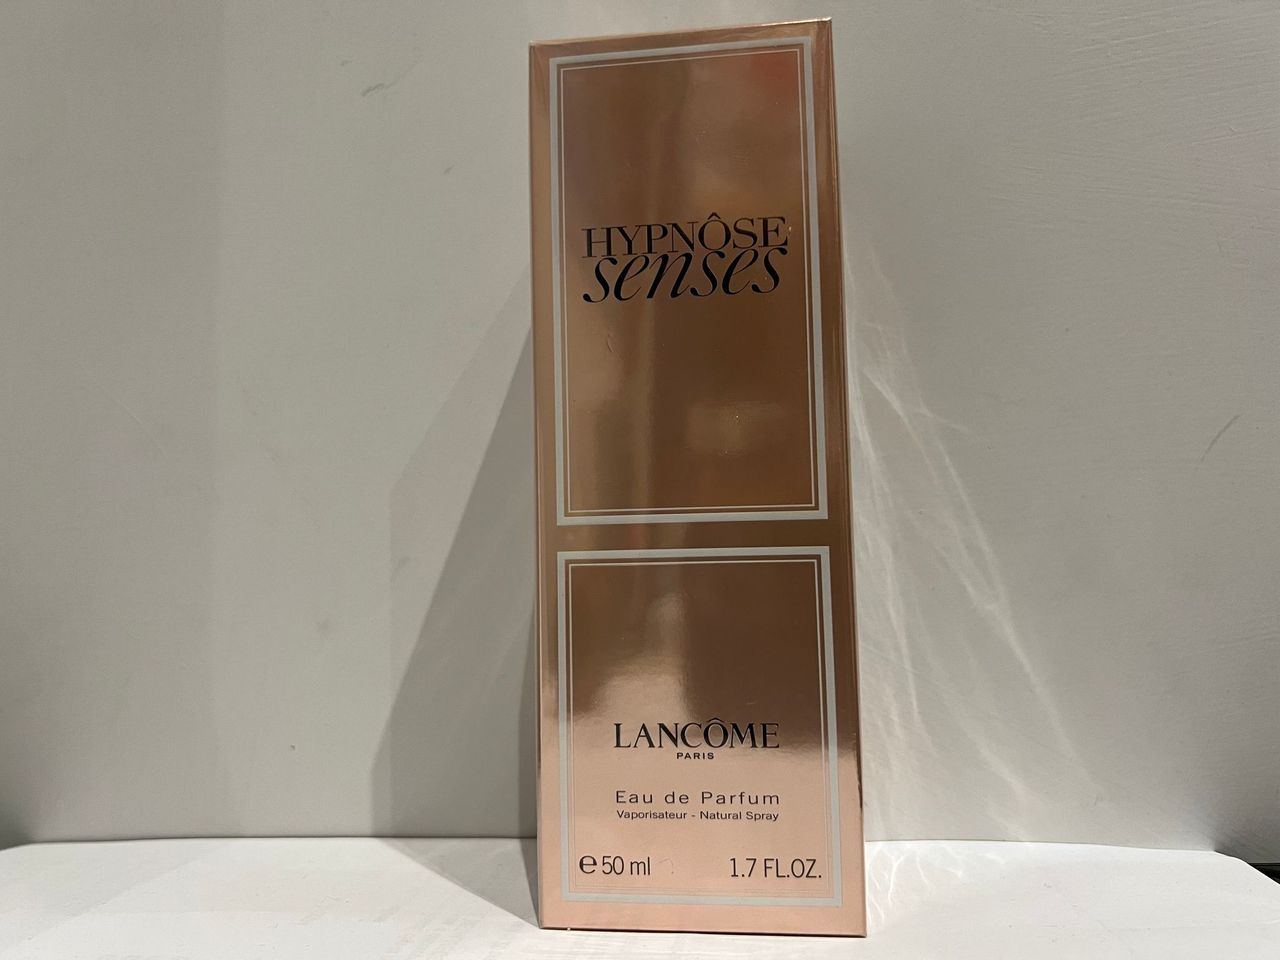 HYPNÔSE
senses
LANCÔME
PARIS
Eau de Parfum
Vaporisateur - Natural Spray
℮ 50 ml 1.7 FL.OZ.